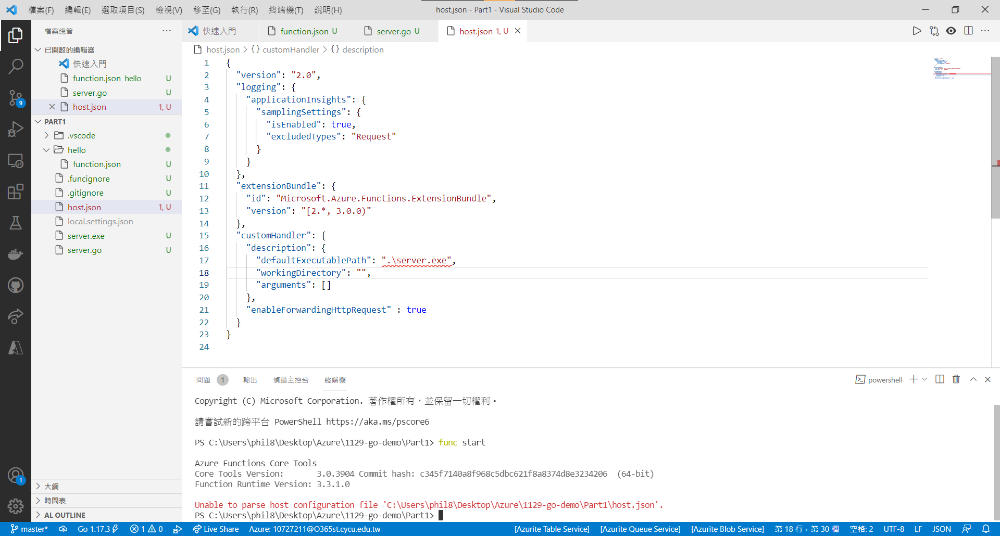 檔案(F) 編輯(E) 選取項目(S) 檢視(V) 移至(G) 執行(R) 終端機(T) 說明(H)
host.json - Part1 - Visual Studio Code
檔案總管
快速入門
function.json U
server.go U
host.json 1, U
已開啟的編輯器
快速入門
function.json hello U
server.go U
host.json 1, U
PART1
.vscode
hello
function.json U
.funcignore U
.gitignore U
host.json 1, U
local.settings.json
server.exe U
server.go U
大綱
時間表
AL OUTLINE
9
1
host.json > {} customHandler > {} description
1 {
2 "version": "2.0",
3 "logging": {
4 "applicationInsights": {
5 "samplingSettings": {
6 "isEnabled": true,
7 "excludedTypes": "Request"
8 }
9 }
10 },
11 "extensionBundle": {
12 "id": "Microsoft.Azure.Functions.ExtensionBundle",
13 "version": "[2.*, 3.0.0)"
14 },
15 "customHandler": {
16 "description": {
17 "defaultExecutablePath": ".\server.exe",
18 "workingDirectory": "",
19 "arguments": []
20 },
21 "enableForwardingHttpRequest" : true
22 }
23 }
24
問題 1 輸出 偵錯主控台 終端機
powershell
Copyright (C) Microsoft Corporation. 著作權所有，並保留一切權利。
請嘗試新的跨平台 PowerShell https://aka.ms/pscore6
PS C:\Users\phil8\Desktop\Azure\1129-go-demo\Part1> func start
Azure Functions Core Tools
Core Tools Version: 3.0.3904 Commit hash: c345f7140a8f968c5dbc621f8a8374d8e3234206 (64-bit)
Function Runtime Version: 3.3.1.0
Unable to parse host configuration file 'C:\Users\phil8\Desktop\Azure\1129-go-demo\Part1\host.json'.
PS C:\Users\phil8\Desktop\Azure\1129-go-demo\Part1>
master* Go 1.17.3 1 0 Live Share Azure: 10727211@O365st.cycu.edu.tw [Azurite Table Service] [Azurite Queue Service] [Azurite Blob Service] 第 18 行，第 30 欄 空格: 2 UTF-8 LF JSON